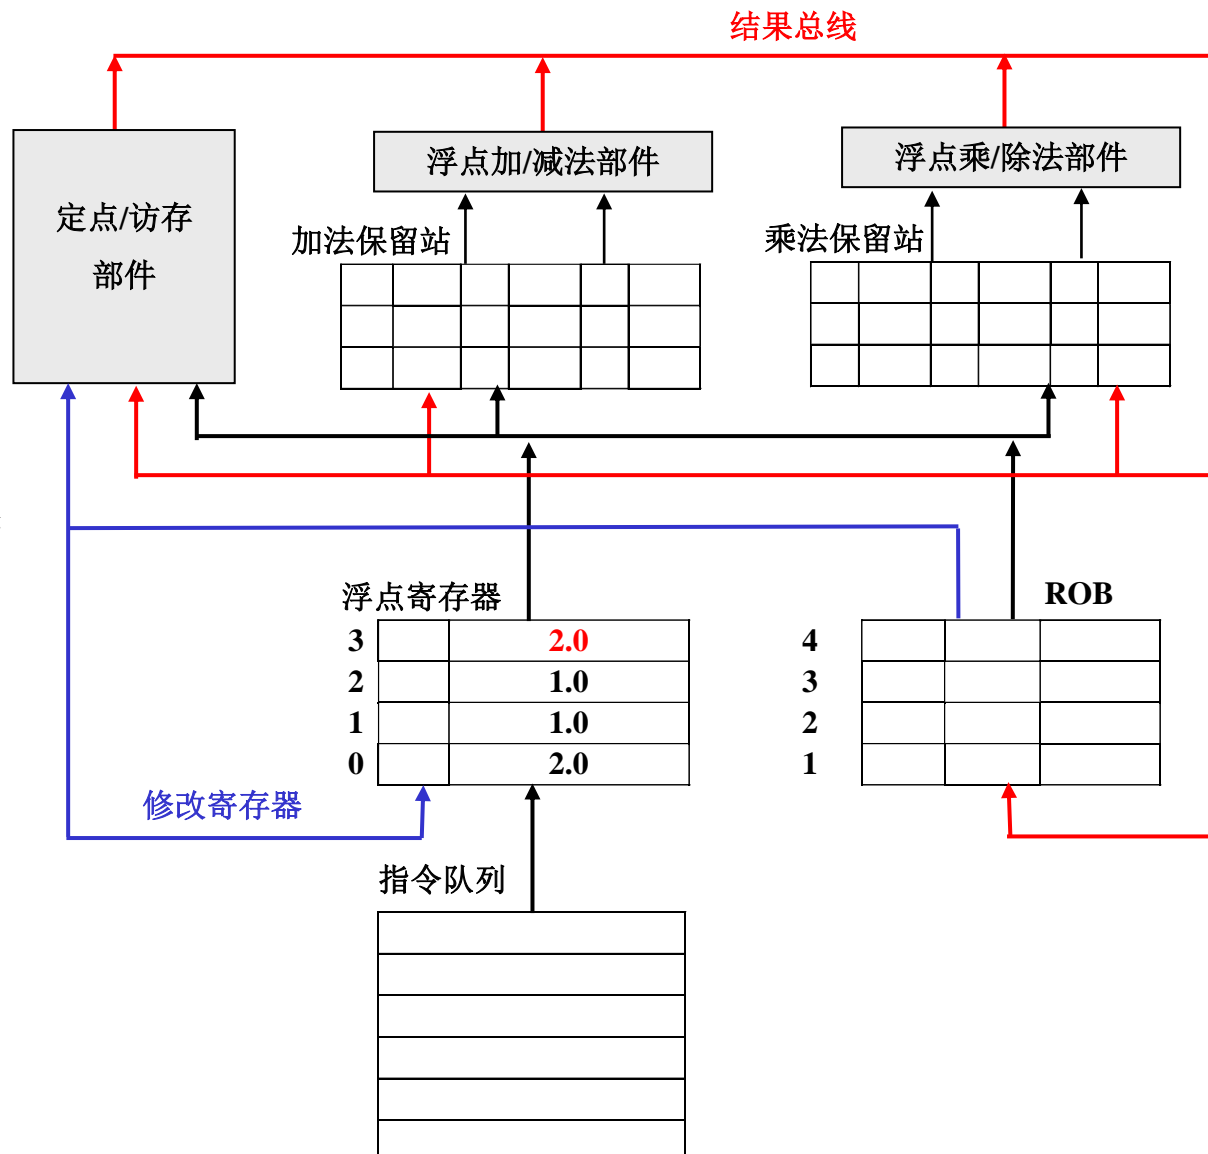 结果总线
浮点加/减法部件
浮点乘/除法部件
定点/访存
部件
加法保留站
乘法保留站
浮点寄存器
ROB
3 2.0
2 1.0
1 1.0
0 2.0
4
3
2
1
修改寄存器
指令队列